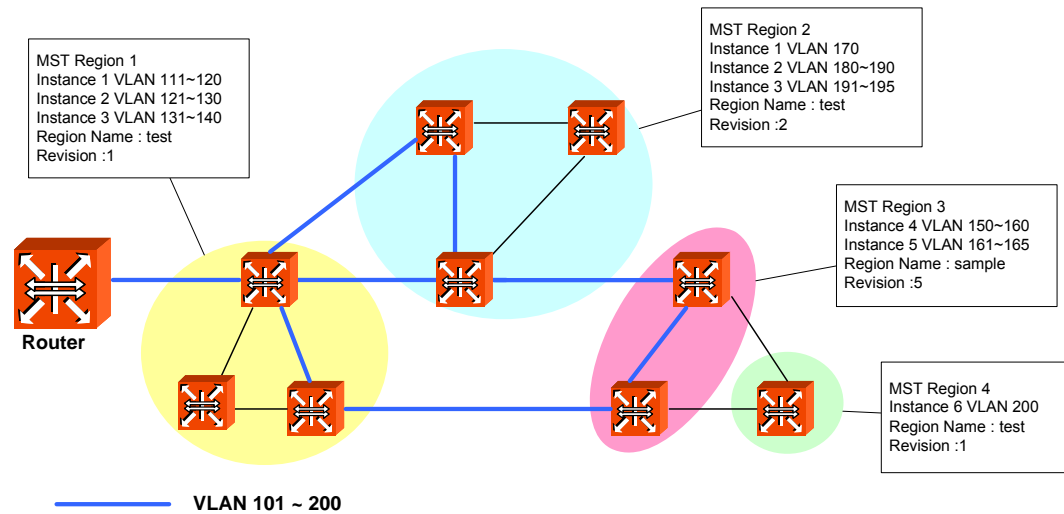 MST Region 1
Instance 1 VLAN 111~120
Instance 2 VLAN 121~130
Instance 3 VLAN 131~140
Region Name : test
Revision :1
MST Region 2
Instance 1 VLAN 170
Instance 2 VLAN 180~190
Instance 3 VLAN 191~195
Region Name : test
Revision :2
MST Region 3
Instance 4 VLAN 150~160
Instance 5 VLAN 161~165
Region Name : sample
Revision :5
Router
MST Region 4
Instance 6 VLAN 200
Region Name : test
Revision :1
VLAN 101 ~ 200